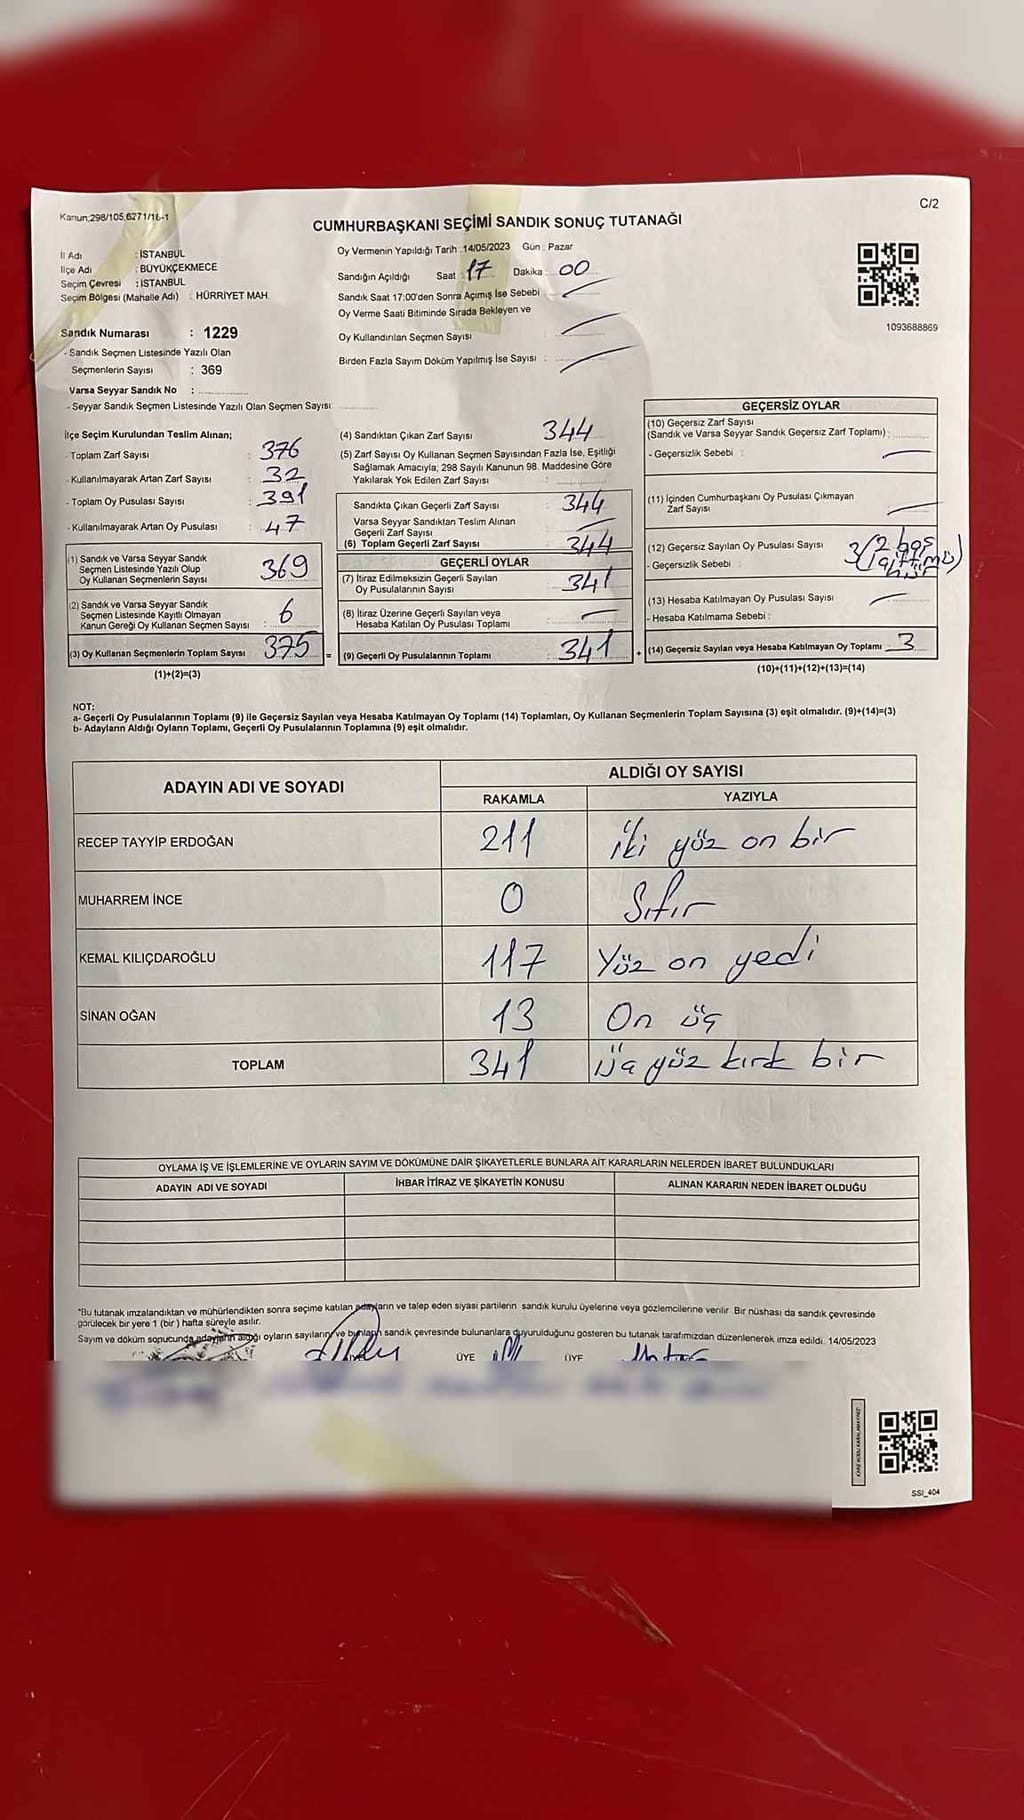 Kanun;298/105,6271/16-1
C/2
CUMHURBAŞKANI SEÇİMİ SANDIK SONUÇ TUTANAĞI
İl Adı : İSTANBUL
İlçe Adı : BÜYÜKÇEKMECE
Seçim Çevresi : İSTANBUL
Seçim Bölgesi (Mahalle Adı) : HÜRRİYET MAH.
Sandık Numarası : 1229
- Sandık Seçmen Listesinde Yazılı Olan
Seçmenlerin Sayısı : 369
Varsa Seyyar Sandık No :
- Seyyar Sandık Seçmen Listesinde Yazılı Olan Seçmen Sayısı:
Oy Vermenin Yapıldığı Tarih :14/05/2023 Gün : Pazar
Sandığın Açıldığı Saat : 17 Dakika : 00
Sandık Saat 17:00'den Sonra Açımış İse Sebebi :
Oy Verme Saati Bitiminde Sırada Bekleyen ve
Oy Kullandırılan Seçmen Sayısı :
Birden Fazla Sayım Döküm Yapılmış İse Sayısı :
1093688869
İlçe Seçim Kurulundan Teslim Alınan;
- Toplam Zarf Sayısı : 376
- Kullanılmayarak Artan Zarf Sayısı : 32
- Toplam Oy Pusulası Sayısı : 391
- Kullanılmayarak Artan Oy Pusulası : 47
(1) Sandık ve Varsa Seyyar Sandık
Seçmen Listesinde Yazılı Olup
Oy Kullanan Seçmenlerin Sayısı : 369
(2) Sandık ve Varsa Seyyar Sandık
Seçmen Listesinde Kayıtlı Olmayan
Kanun Gereği Oy Kullanan Seçmen Sayısı : 6
(3) Oy Kullanan Seçmenlerin Toplam Sayısı 375 =
(1)+(2)=(3)
(4) Sandıktan Çıkan Zarf Sayısı 344
(5) Zarf Sayısı Oy Kullanan Seçmen Sayısından Fazla İse, Eşitliği
Sağlamak Amacıyla, 298 Sayılı Kanunun 98. Maddesine Göre
Yakılarak Yok Edilen Zarf Sayısı :
Sandıkta Çıkan Geçerli Zarf Sayısı : 344
Varsa Seyyar Sandıktan Teslim Alınan
Geçerli Zarf Sayısı :
(6) Toplam Geçerli Zarf Sayısı : 344
GEÇERLİ OYLAR
(7) İtiraz Edilmeksizin Geçerli Sayılan
Oy Pusulalarının Sayısı : 341
(8) İtiraz Üzerine Geçerli Sayılan veya
Hesaba Katılan Oy Pusulası Toplamı :
(9) Geçerli Oy Pusulalarının Toplamı : 341 +
GEÇERSİZ OYLAR
(10) Geçersiz Zarf Sayısı
(Sandık ve Varsa Seyyar Sandık Geçersiz Zarf Toplamı) :
- Geçersizlik Sebebi :
(11) İçinden Cumhurbaşkanı Oy Pusulası Çıkmayan
Zarf Sayısı
(12) Geçersiz Sayılan Oy Pusulası Sayısı : 3 (2 boş
- Geçersizlik Sebebi :
(13) Hesaba Katılmayan Oy Pusulası Sayısı :
- Hesaba Katılmama Sebebi :
(14) Geçersiz Sayılan veya Hesaba Katılmayan Oy Toplamı : 3
(10)+(11)+(12)+(13)=(14)
NOT:
a- Geçerli Oy Pusulalarının Toplamı (9) ile Geçersiz Sayılan veya Hesaba Katılmayan Oy Toplamı (14) Toplamları, Oy Kullanan Seçmenlerin Toplam Sayısına (3) eşit olmalıdır. (9)+(14)=(3)
b- Adayların Aldığı Oyların Toplamı, Geçerli Oy Pusulalarının Toplamına (9) eşit olmalıdır.
ADAYIN ADI VE SOYADI
ALDIĞI OY SAYISI
RAKAMLA YAZIYLA
RECEP TAYYİP ERDOĞAN 211 iki yüz on bir
MUHARREM İNCE 0 Sıfır
KEMAL KILIÇDAROĞLU 117 Yüz on yedi
SİNAN OĞAN 13 On üç
TOPLAM 341 Üç yüz kırk bir
OYLAMA İŞ VE İŞLEMLERİNE VE OYLARIN SAYIM VE DÖKÜMÜNE DAİR ŞİKAYETLERLE BUNLARA AİT KARARLARIN NELERDEN İBARET BULUNDUKLARI
ADAYIN ADI VE SOYADI İHBAR İTİRAZ VE ŞİKAYETİN KONUSU ALINAN KARARIN NEDEN İBARET OLDUĞU
*Bu tutanak imzalandıktan ve mühürlendikten sonra seçime katılan adayların ve talep eden siyasi partilerin sandık kurulu üyelerine veya gözlemcilerine verilir. Bir nüshası da sandık çevresinde
görülecek bir yere 1 (bir) hafta süreyle asılır.
Sayım ve döküm sonucunda adayların aldığı oyların sayılarını ve bunların sandık çevresinde bulunanlara duyurulduğunu gösteren bu tutanak tarafımızdan düzenlenerek imza edildi. 14/05/2023
ÜYE ÜYE
SSI_404